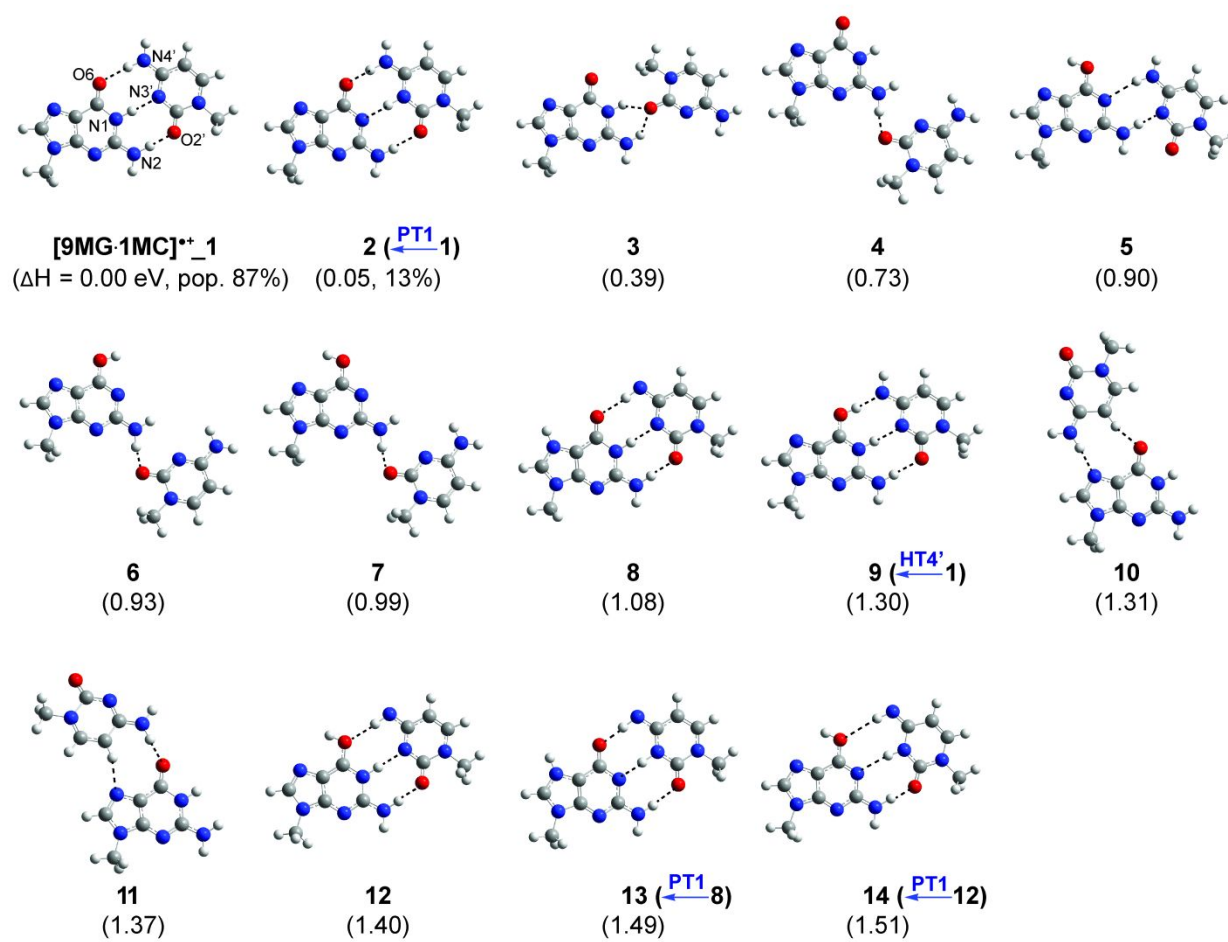 N4'
O6
N3'
N1
O2'
N2
[9MG·1MC]•+_1
(ΔH = 0.00 eV, pop. 87%)
PT1
2 (←1)
(0.05, 13%)
3
(0.39)
4
(0.73)
5
(0.90)
6
(0.93)
7
(0.99)
8
(1.08)
HT4’
9 (←1)
(1.30)
10
(1.31)
11
(1.37)
12
(1.40)
PT1
13 (←8)
(1.49)
PT1
14 (←12)
(1.51)